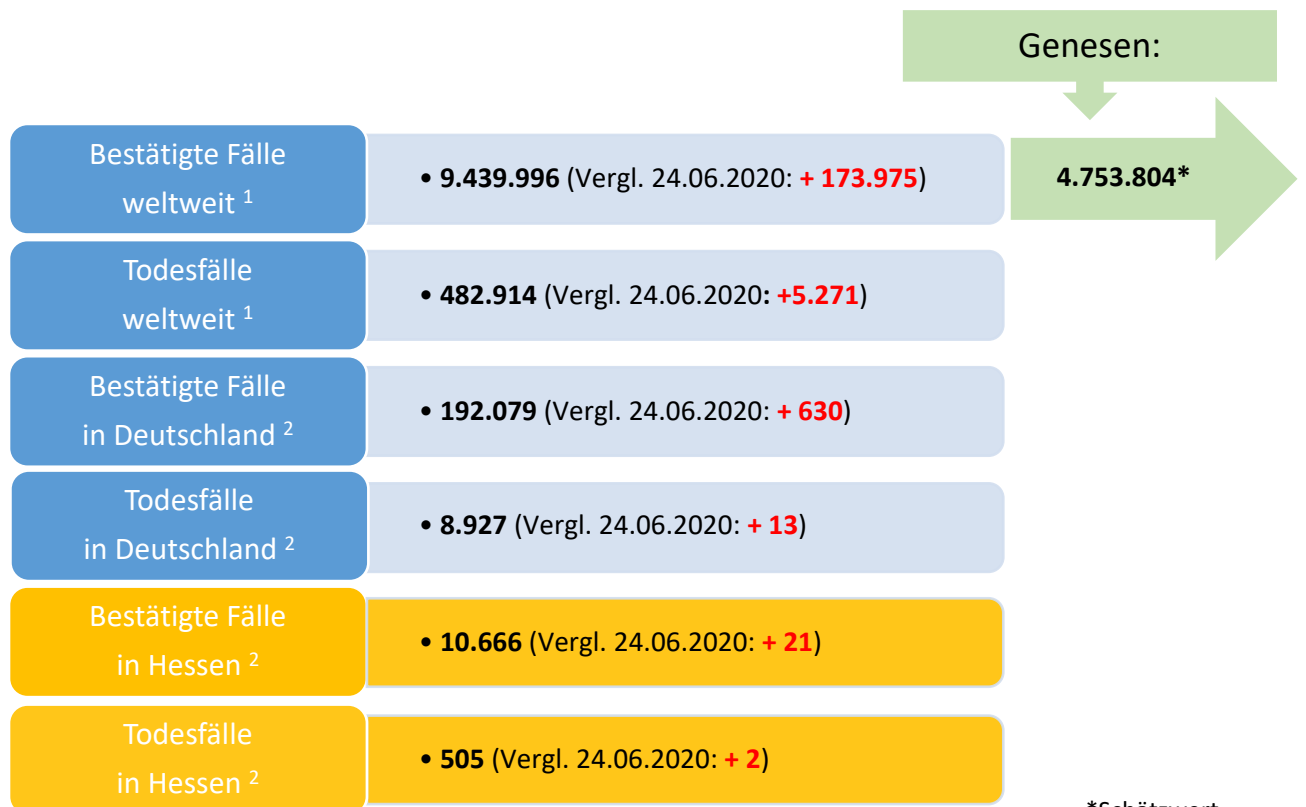 Genesen:
Bestätigte Fälle
weltweit ¹
• 9.439.996 (Vergl. 24.06.2020: + 173.975)
4.753.804*
Todesfälle
weltweit ¹
• 482.914 (Vergl. 24.06.2020: +5.271)
Bestätigte Fälle
in Deutschland ²
• 192.079 (Vergl. 24.06.2020: + 630)
Todesfälle
in Deutschland ²
• 8.927 (Vergl. 24.06.2020: + 13)
Bestätigte Fälle
in Hessen ²
• 10.666 (Vergl. 24.06.2020: + 21)
Todesfälle
in Hessen ²
• 505 (Vergl. 24.06.2020: + 2)
*Schätzwert